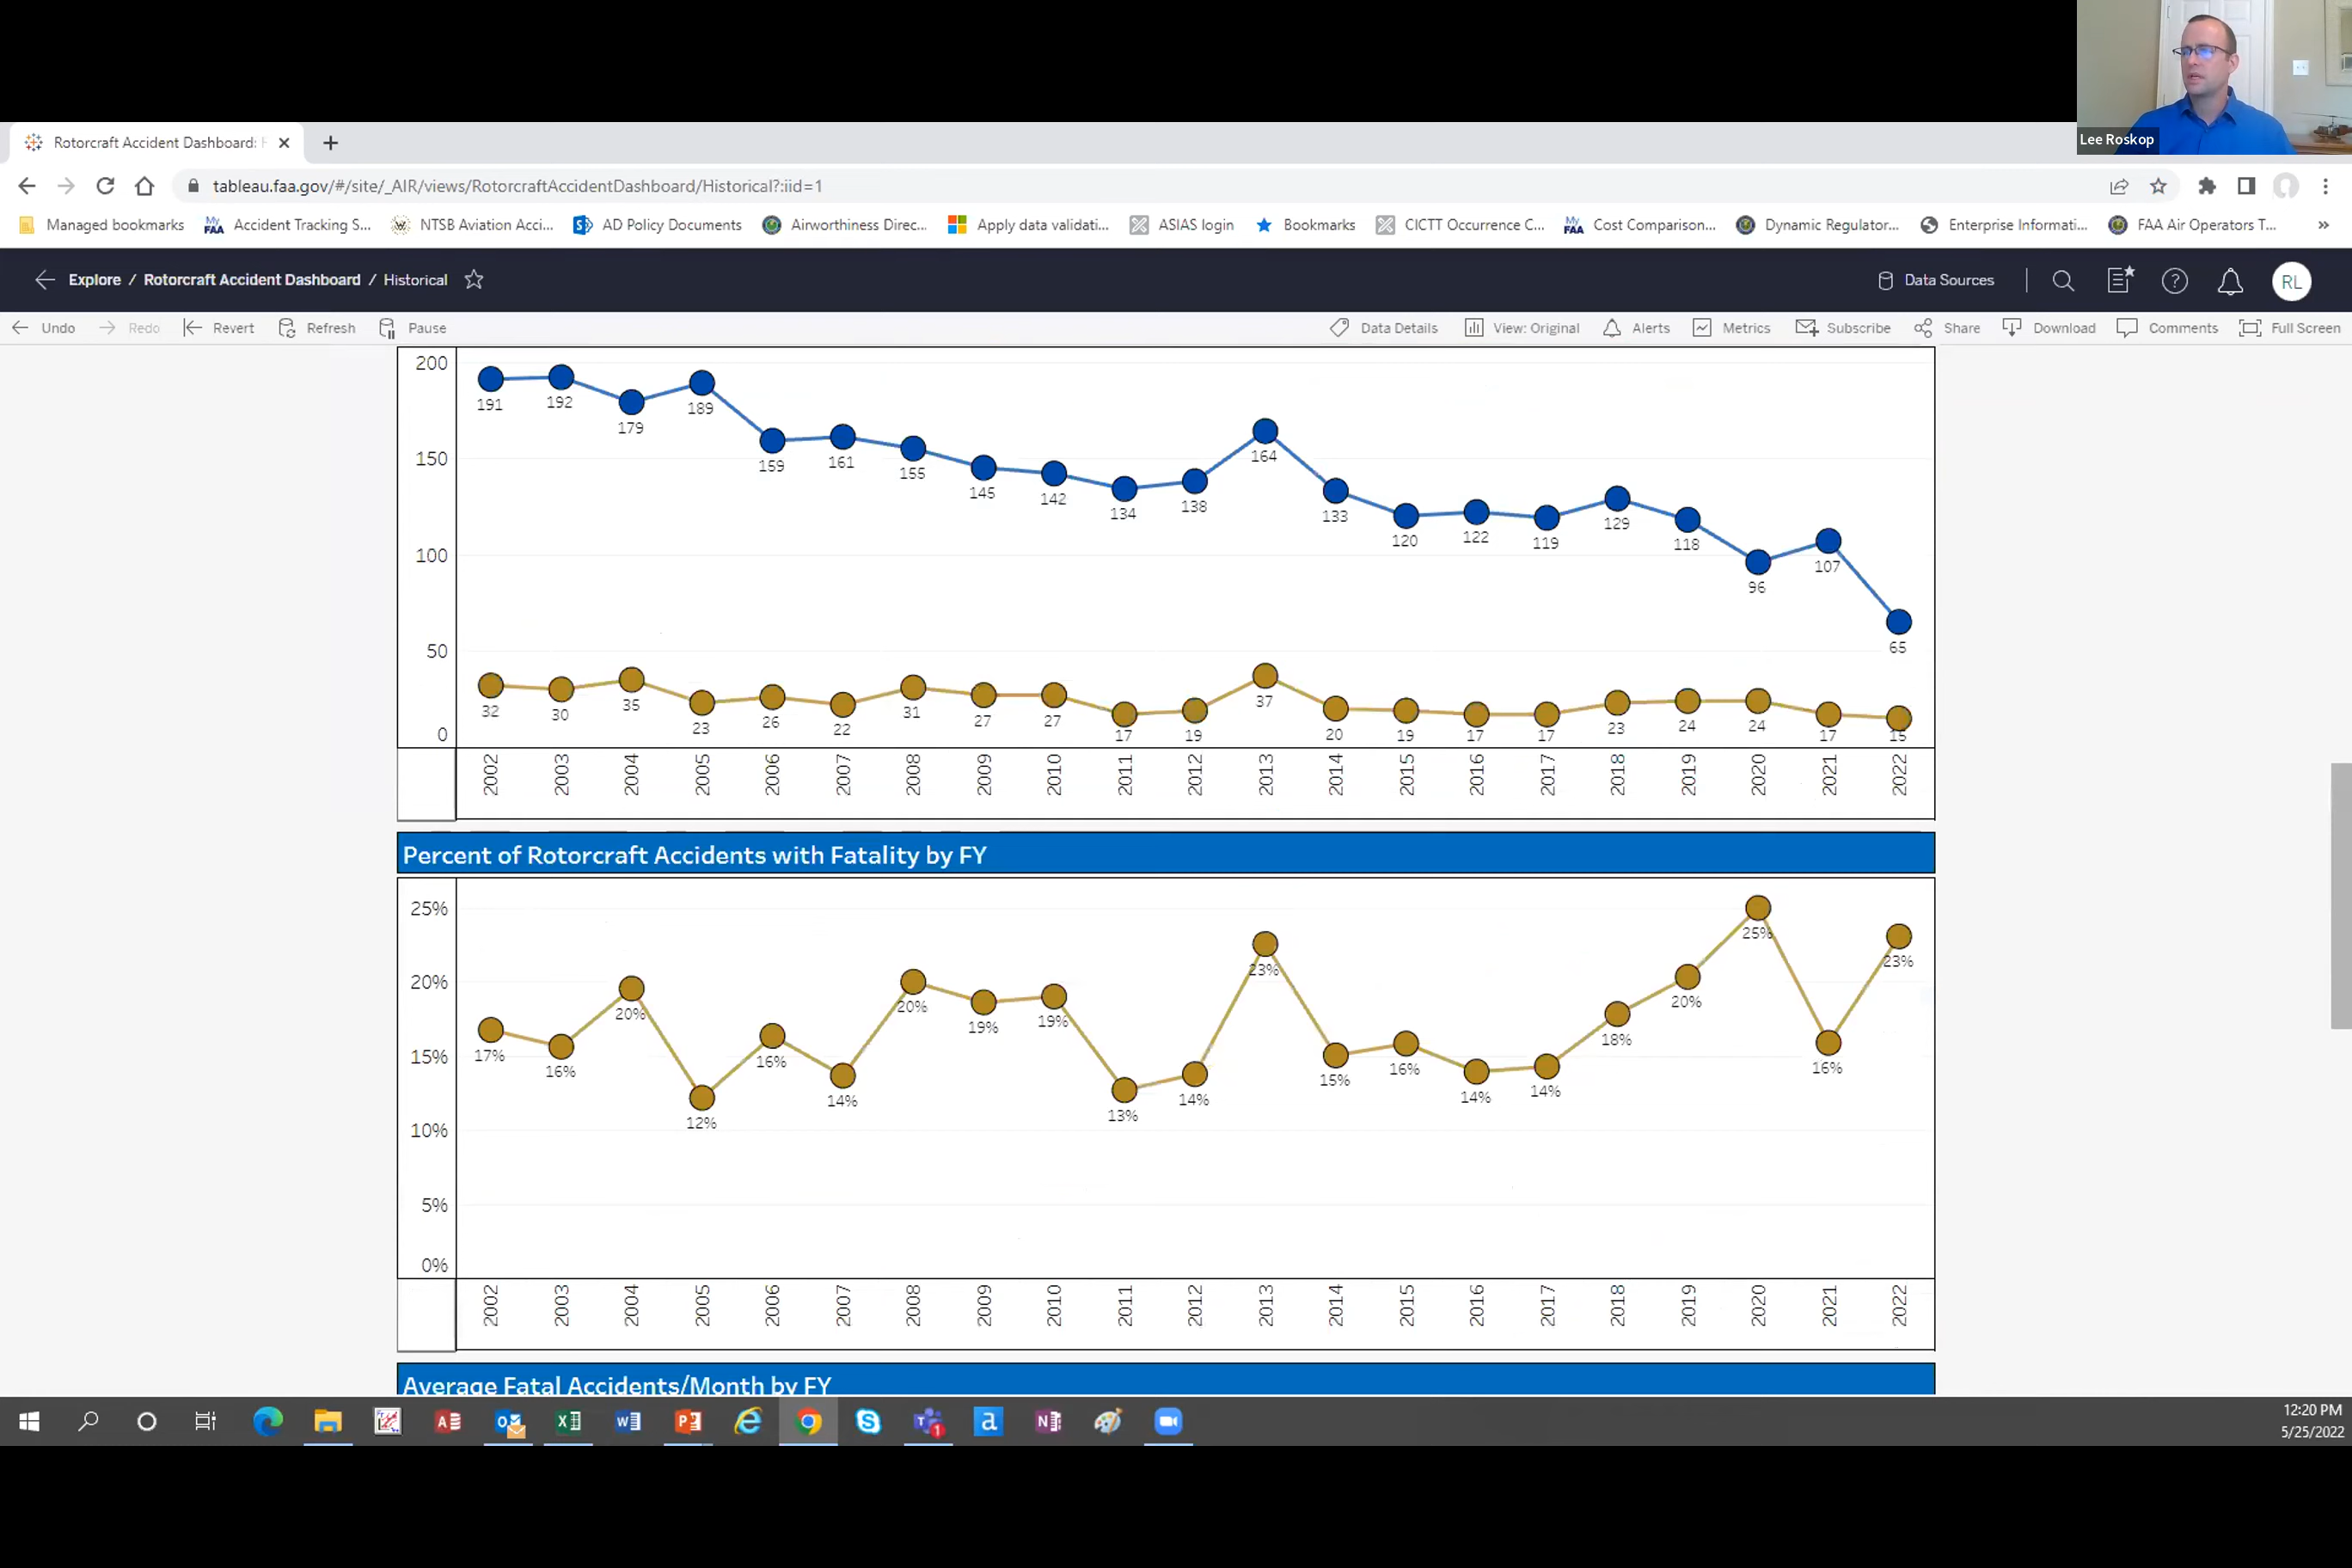 Lee Roskop
Rotorcraft Accident Dashboard:
tableau.faa.gov/#/site/_AIR/views/RotorcraftAccidentDashboard/Historical?:iid=1
Managed bookmarks My FAA Accident Tracking S... NTSB Aviation Acci... AD Policy Documents Airworthiness Direc... Apply data validati... ASIAS login Bookmarks CICTT Occurrence C... My FAA Cost Comparison... Dynamic Regulator... Enterprise Informati... FAA Air Operators T... »
Explore / Rotorcraft Accident Dashboard / Historical Data Sources RL
Undo Redo Revert Refresh Pause Data Details View: Original Alerts Metrics Subscribe Share Download Comments Full Screen
200
191 192 179 189 159 161 155 145 142 134 138 164 133 120 122 119 129 118 96 107 65
150
100
50
32 30 35 23 26 22 31 27 27 17 19 37 20 19 17 17 23 24 24 17 15
0
2002 2003 2004 2005 2006 2007 2008 2009 2010 2011 2012 2013 2014 2015 2016 2017 2018 2019 2020 2021 2022
Percent of Rotorcraft Accidents with Fatality by FY
25%
20%
15%
10%
5%
0%
17% 16% 20% 12% 16% 14% 20% 19% 19% 13% 14% 23% 15% 16% 14% 14% 18% 20% 25% 16% 23%
2002 2003 2004 2005 2006 2007 2008 2009 2010 2011 2012 2013 2014 2015 2016 2017 2018 2019 2020 2021 2022
Average Fatal Accidents/Month by FY
12:20 PM
5/25/2022